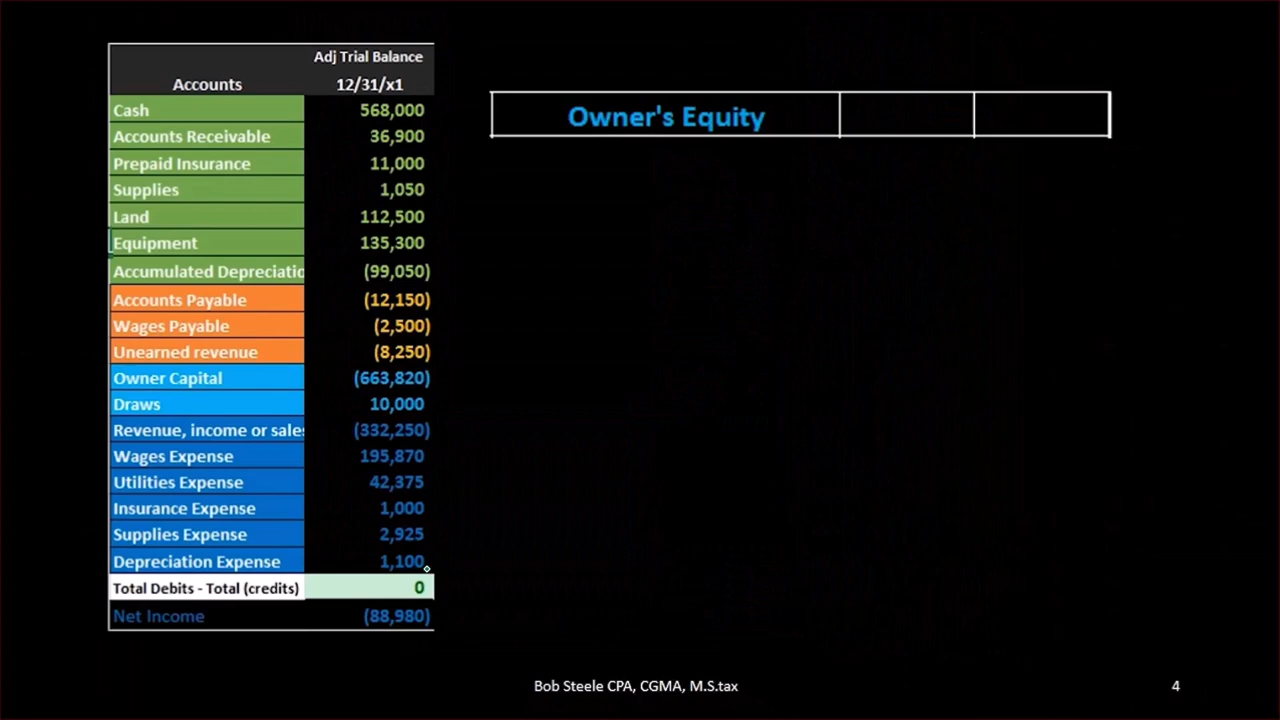 Adj Trial Balance
Accounts 12/31/x1
Cash 568,000
Accounts Receivable 36,900
Prepaid Insurance 11,000
Supplies 1,050
Land 112,500
Equipment 135,300
Accumulated Depreciatio (99,050)
Accounts Payable (12,150)
Wages Payable (2,500)
Unearned revenue (8,250)
Owner Capital (663,820)
Draws 10,000
Revenue, income or sales (332,250)
Wages Expense 195,870
Utilities Expense 42,375
Insurance Expense 1,000
Supplies Expense 2,925
Depreciation Expense 1,100
Total Debits - Total (credits) 0
Net Income (88,980)
Owner's Equity
Bob Steele CPA, CGMA, M.S.tax
4